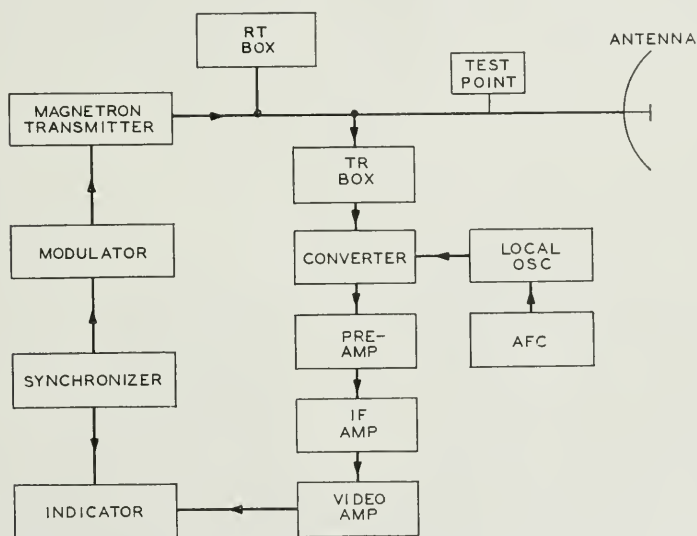 RT
BOX
ANTENNA
TEST
POINT
MAGNETRON
TRANSMITTER
TR
BOX
MODULATOR
CONVERTER
LOCAL
OSC
PRE-
AMP
AFC
SYNCHRONIZER
IF
AMP
INDICATOR
VIDEO
AMP